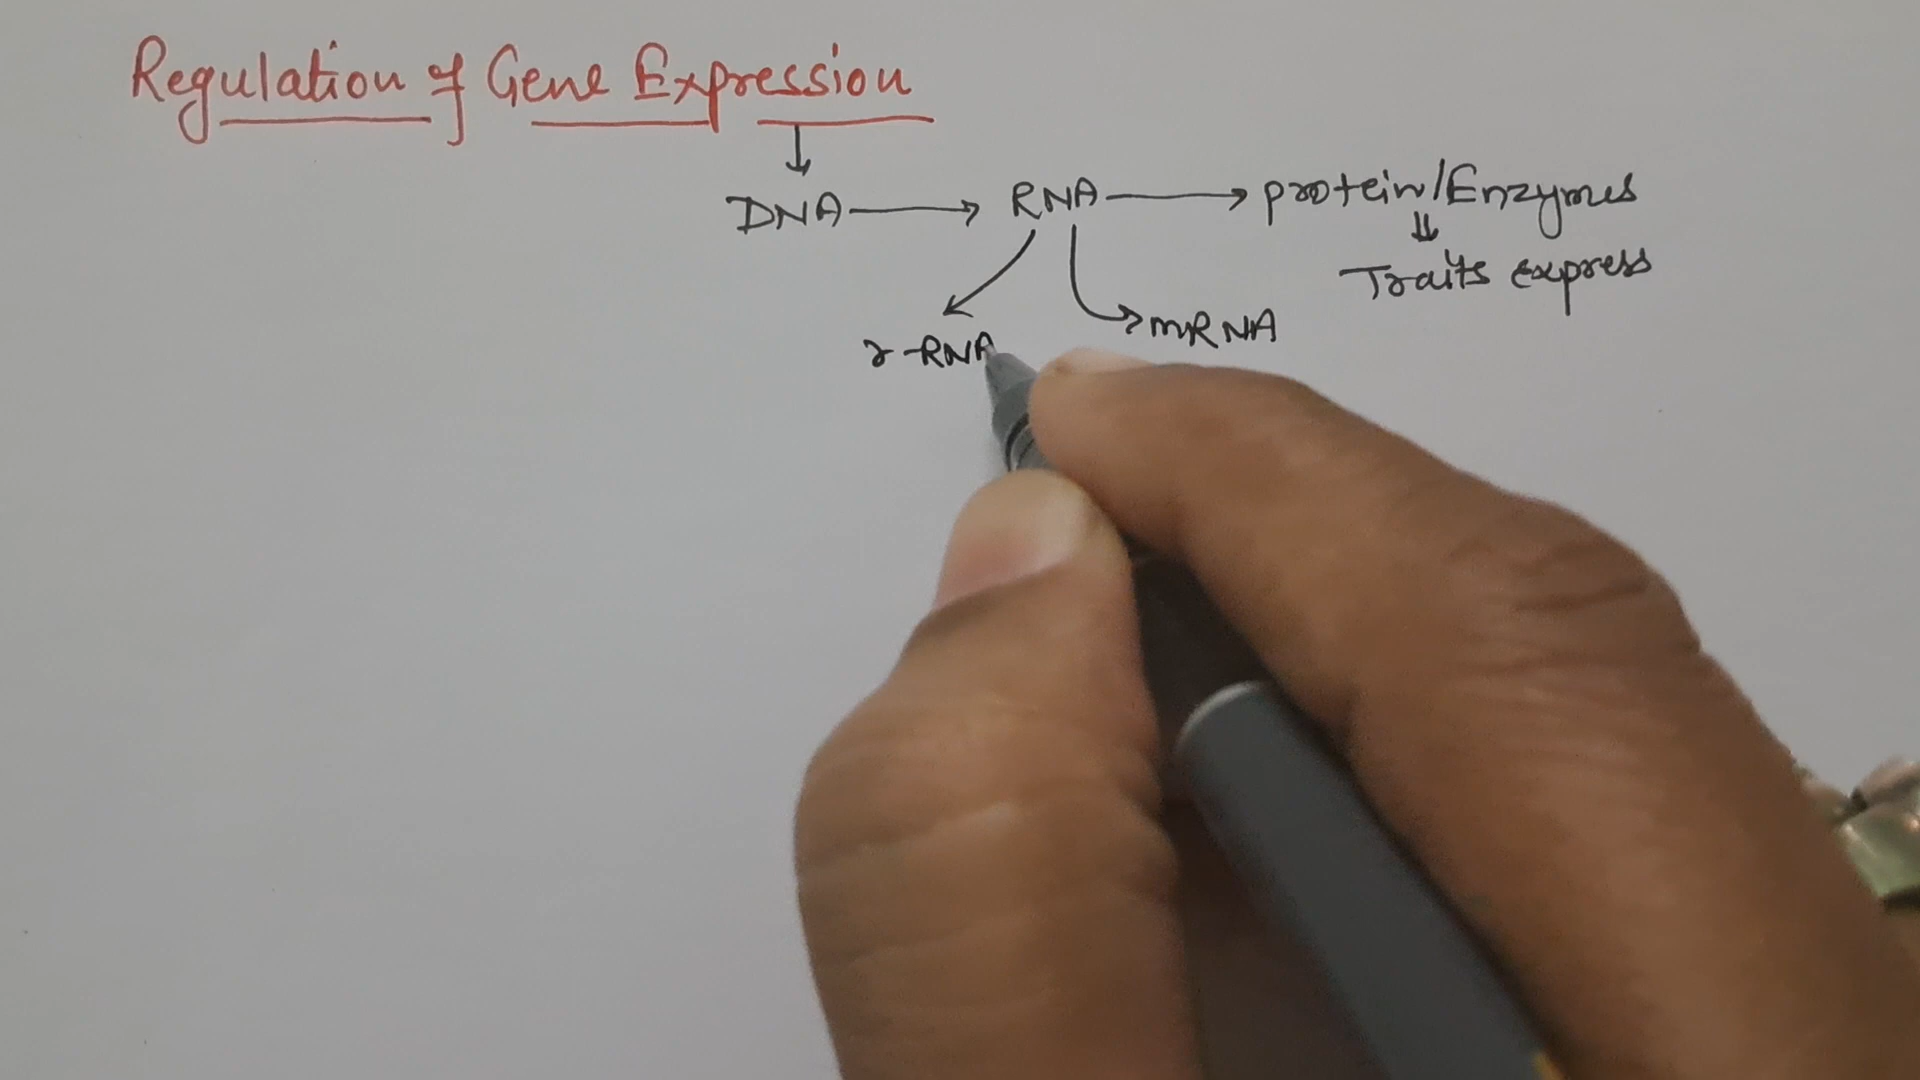 Regulation of Gene Expression
DNA → RNA → protein/Enzymes
Traits express
r-RNA mRNA